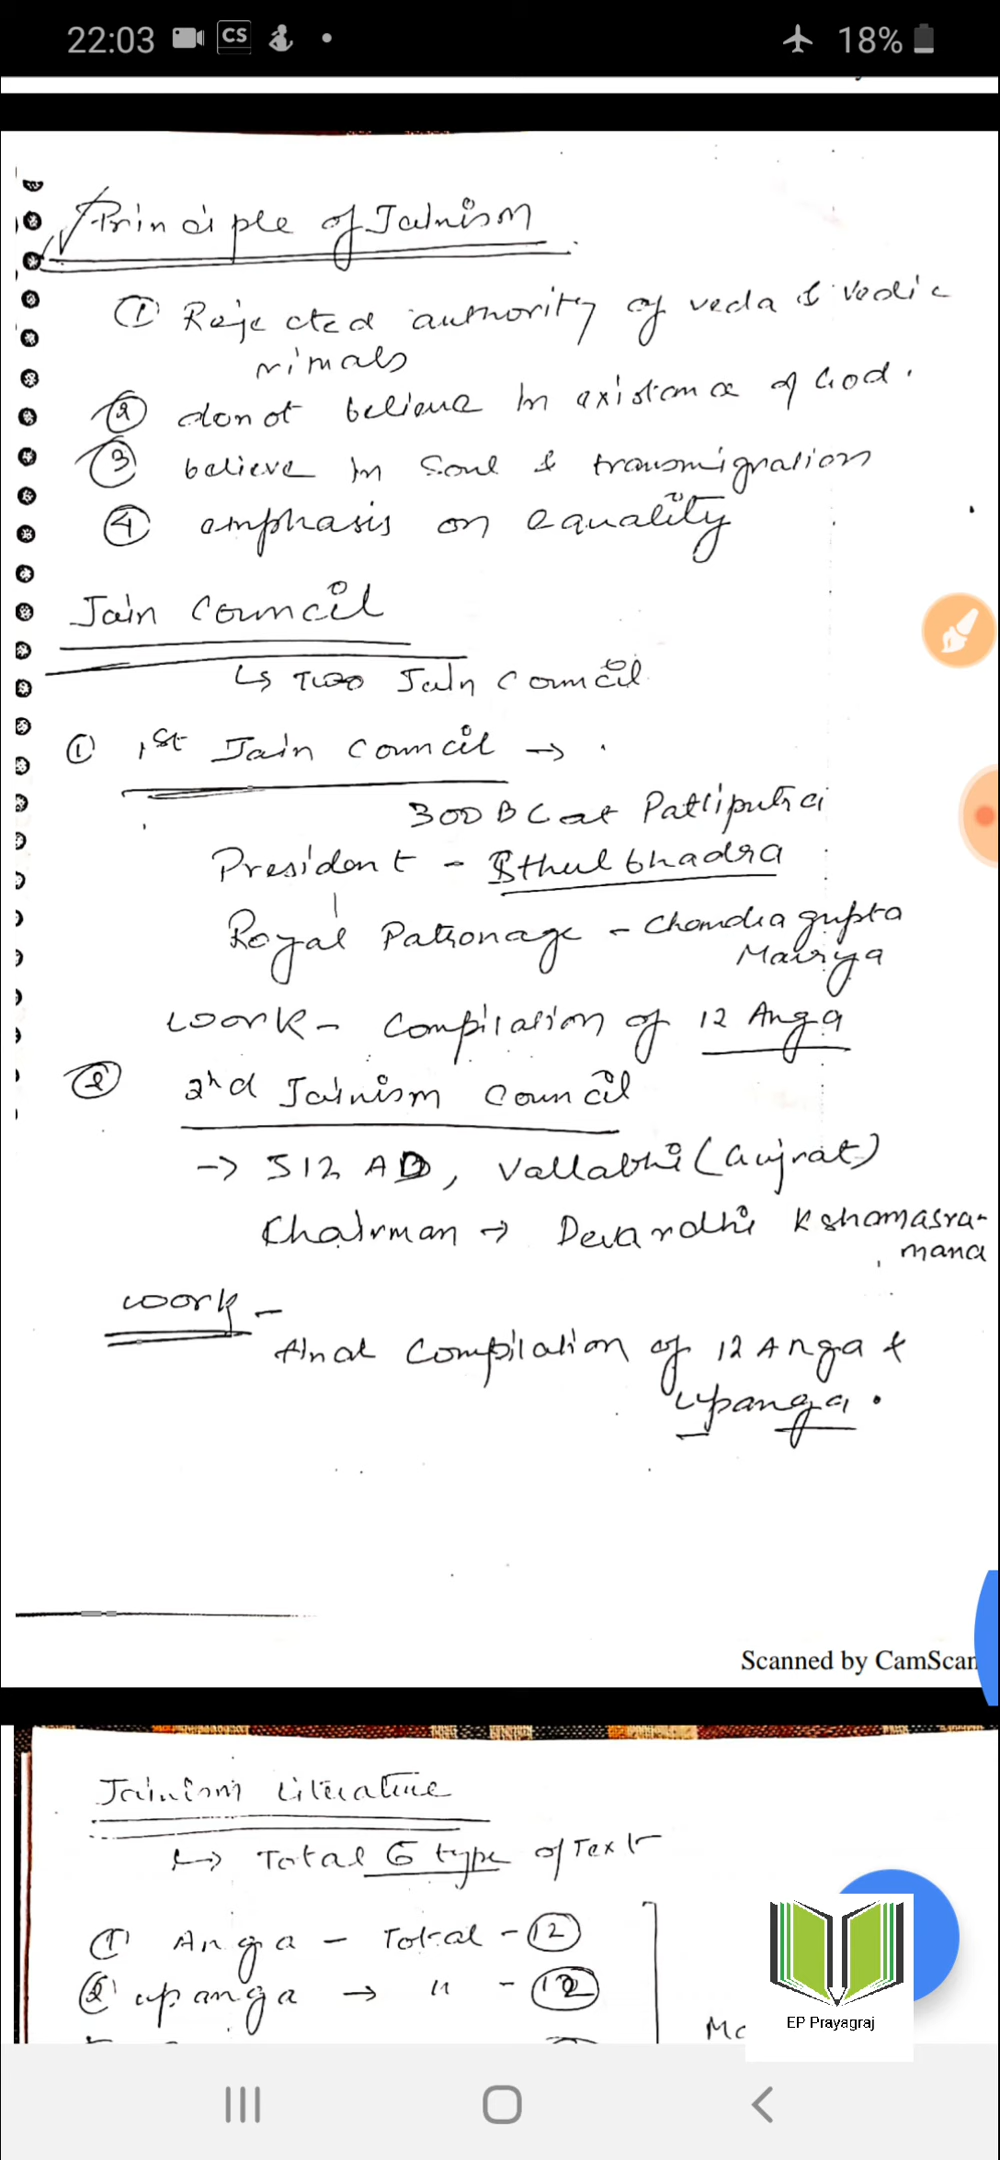 22:03 CS 18%
Principle of Jainism
① Rejected authority of veda & vedic
rituals
② donot believe in existence of God.
③ believe in Soul & transmigration
④ emphasis on equality
Jain Council
↳ Two Jain Council
① 1st Jain Council →
300 BC at Patliputra
President - Sthulbhadra
Royal Patronage - Chandragupta
Maurya
Work - Compilation of 12 Anga
② 2nd Jainism Council
→ 512 AD, Vallabhi (Gujrat)
Chairman → Devardhi Kshamasra-
mana
Work -
final Compilation of 12 Anga &
upanga.
Scanned by CamScan
Jainism Literature
↳ Total 6 type of Text
① Anga - Total - 12
② upanga → " - 12
EP Prayagraj